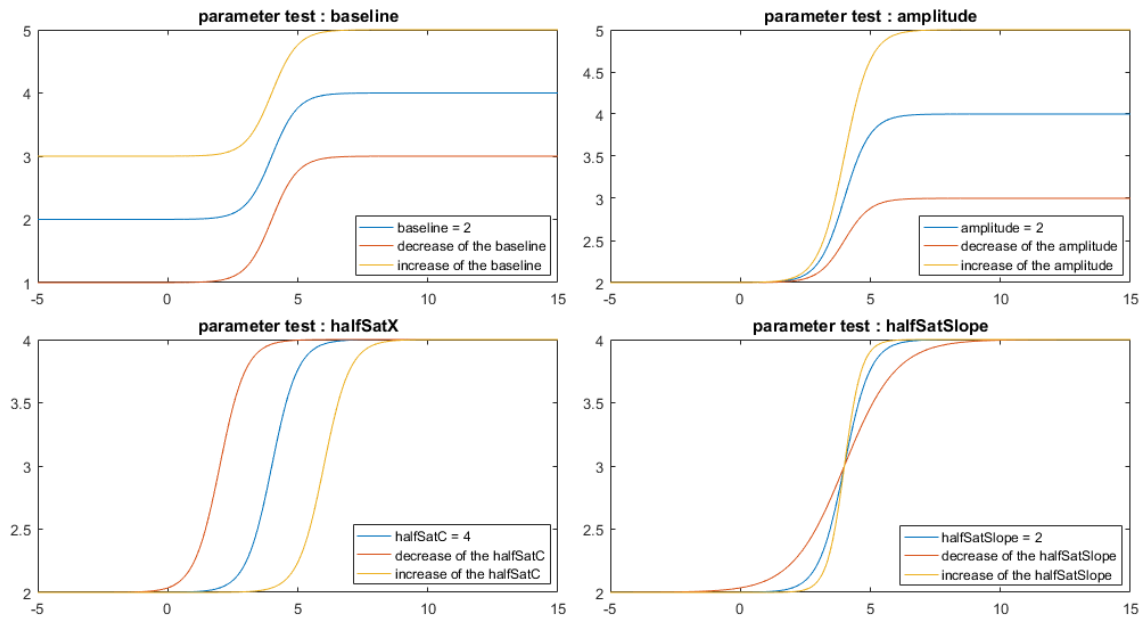 parameter test : baseline
5
4
3
2
1
-5 0 5 10 15
baseline = 2
decrease of the baseline
increase of the baseline
parameter test : amplitude
5
4.5
4
3.5
3
2.5
2
-5 0 5 10 15
amplitude = 2
decrease of the amplitude
increase of the amplitude
parameter test : halfSatX
4
3.5
3
2.5
2
-5 0 5 10 15
halfSatC = 4
decrease of the halfSatC
increase of the halfSatC
parameter test : halfSatSlope
4
3.5
3
2.5
2
-5 0 5 10 15
halfSatSlope = 2
decrease of the halfSatSlope
increase of the halfSatSlope